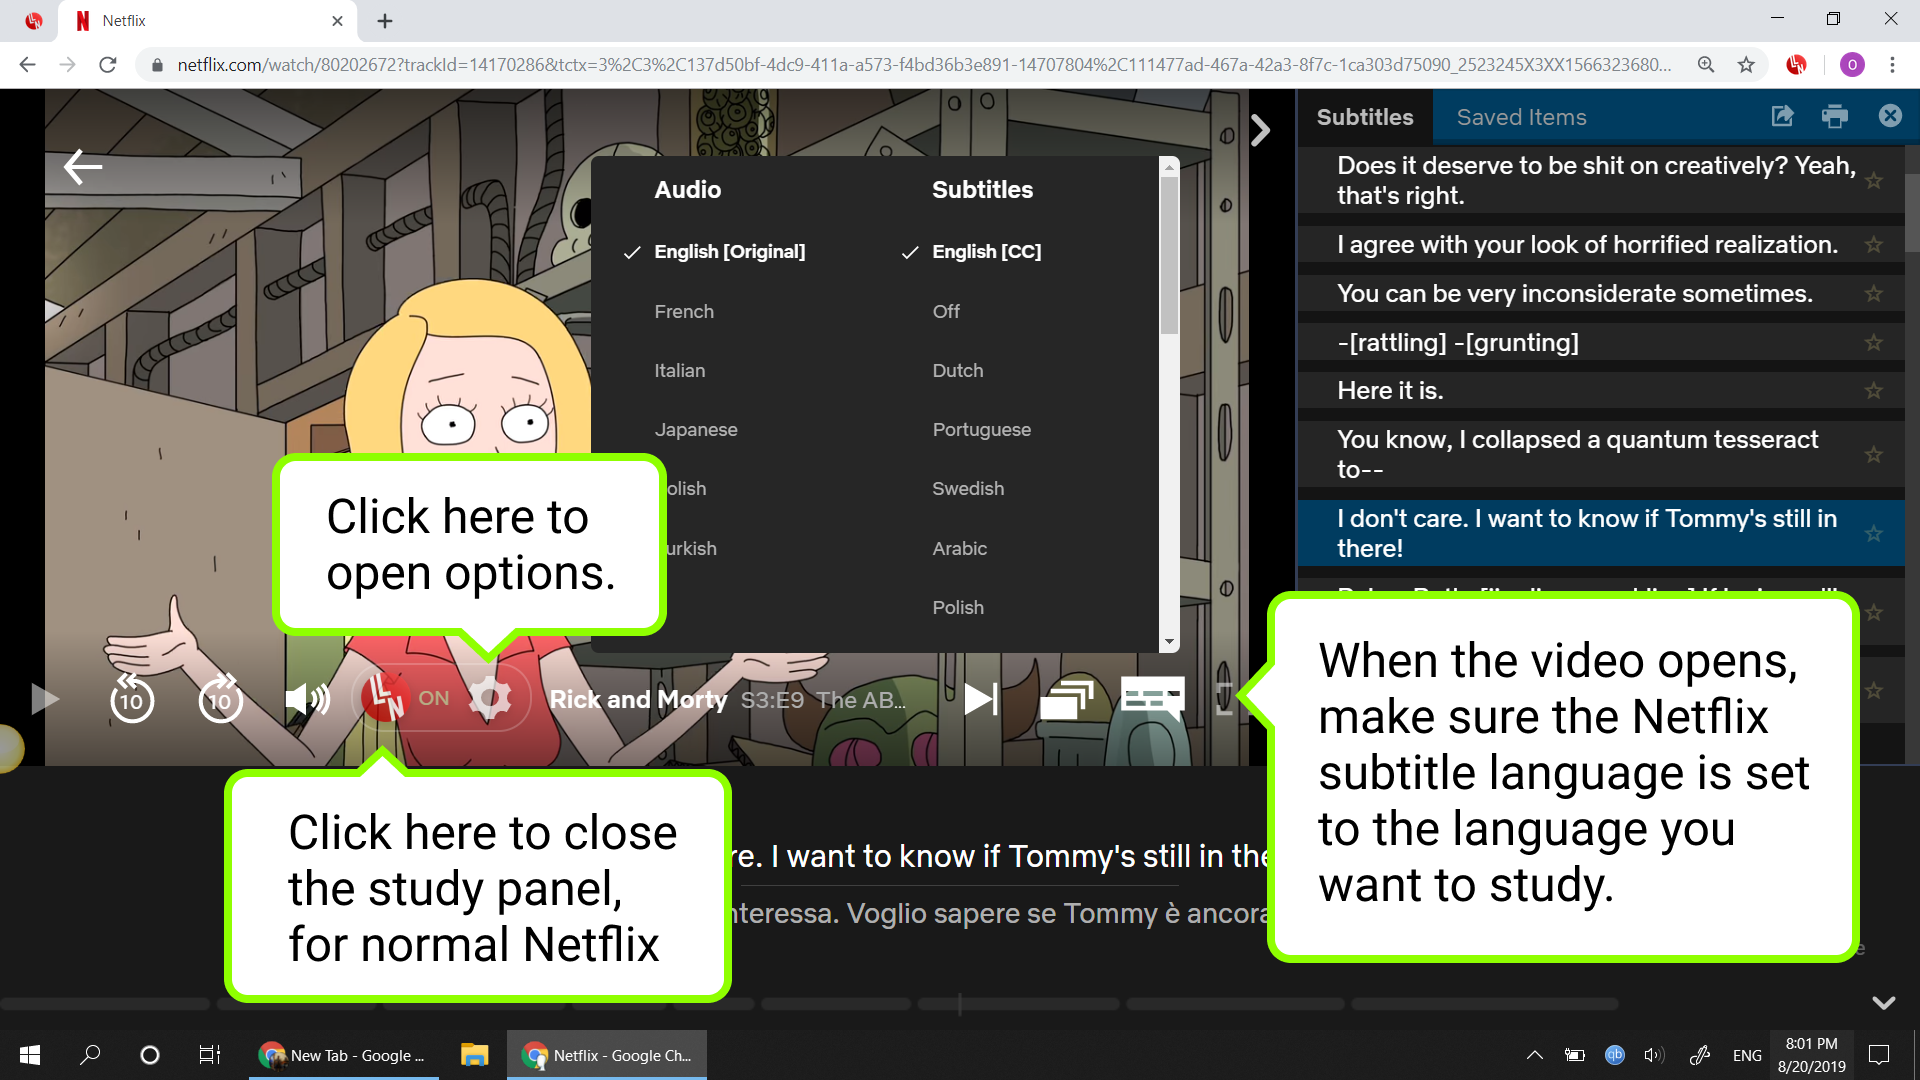 Netflix
netflix.com/watch/80202672?trackId=14170286&tctx=3%2C3%2C137d50bf-4dc9-411a-a573-f4bd36b3e891-14707804%2C111477ad-467a-42a3-8f7c-1ca303d75090_2523245X3XX1566323680...
O
Audio
English [Original]
French
Italian
Japanese
olish
urkish
Subtitles
English [CC]
Off
Dutch
Portuguese
Swedish
Arabic
Polish
Subtitles
Saved Items
Does it deserve to be shit on creatively? Yeah,
that's right.
I agree with your look of horrified realization.
You can be very inconsiderate sometimes.
-[rattling] -[grunting]
Here it is.
You know, I collapsed a quantum tesseract
to--
I don't care. I want to know if Tommy's still in
there!
Click here to
open options.
10
10
LN
ON
Rick and Morty S3:E9 The AB...
When the video opens,
make sure the Netflix
subtitle language is set
to the language you
want to study.
Click here to close
the study panel,
for normal Netflix
re. I want to know if Tommy's still in the
nteressa. Voglio sapere se Tommy è ancora
e
New Tab - Google ...
Netflix - Google Ch...
qb
ENG
8:01 PM
8/20/2019